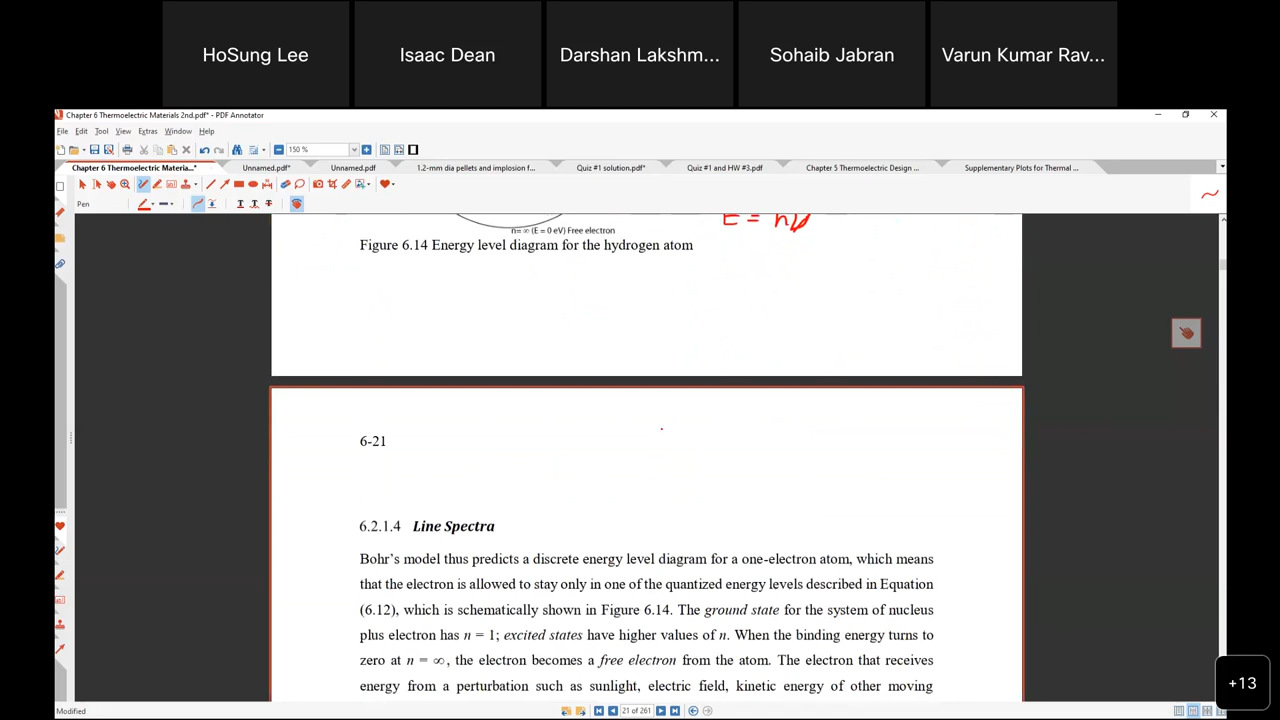 HoSung Lee
Isaac Dean
Darshan Lakshm...
Sohaib Jabran
Varun Kumar Rav...
Chapter 6 Thermoelectric Materials 2nd.pdf* - PDF Annotator
File Edit Tool View Extras Window Help
150 %
Chapter 6 Thermoelectric Materia...*
Unnamed.pdf*
Unnamed.pdf
1.2-mm dia pellets and implosion f...
Quiz #1 solution.pdf*
Quiz #1 and HW #3.pdf
Chapter 5 Thermoelectric Design ...
Supplementary Plots for Thermal ...
Pen
n= ∞ (E = 0 eV) Free electron
Figure 6.14 Energy level diagram for the hydrogen atom
6-21
6.2.1.4 Line Spectra
Bohr's model thus predicts a discrete energy level diagram for a one-electron atom, which means
that the electron is allowed to stay only in one of the quantized energy levels described in Equation
(6.12), which is schematically shown in Figure 6.14. The ground state for the system of nucleus
plus electron has n = 1; excited states have higher values of n. When the binding energy turns to
zero at n = ∞, the electron becomes a free electron from the atom. The electron that receives
energy from a perturbation such as sunlight, electric field, kinetic energy of other moving
Modified
21 of 261
+13